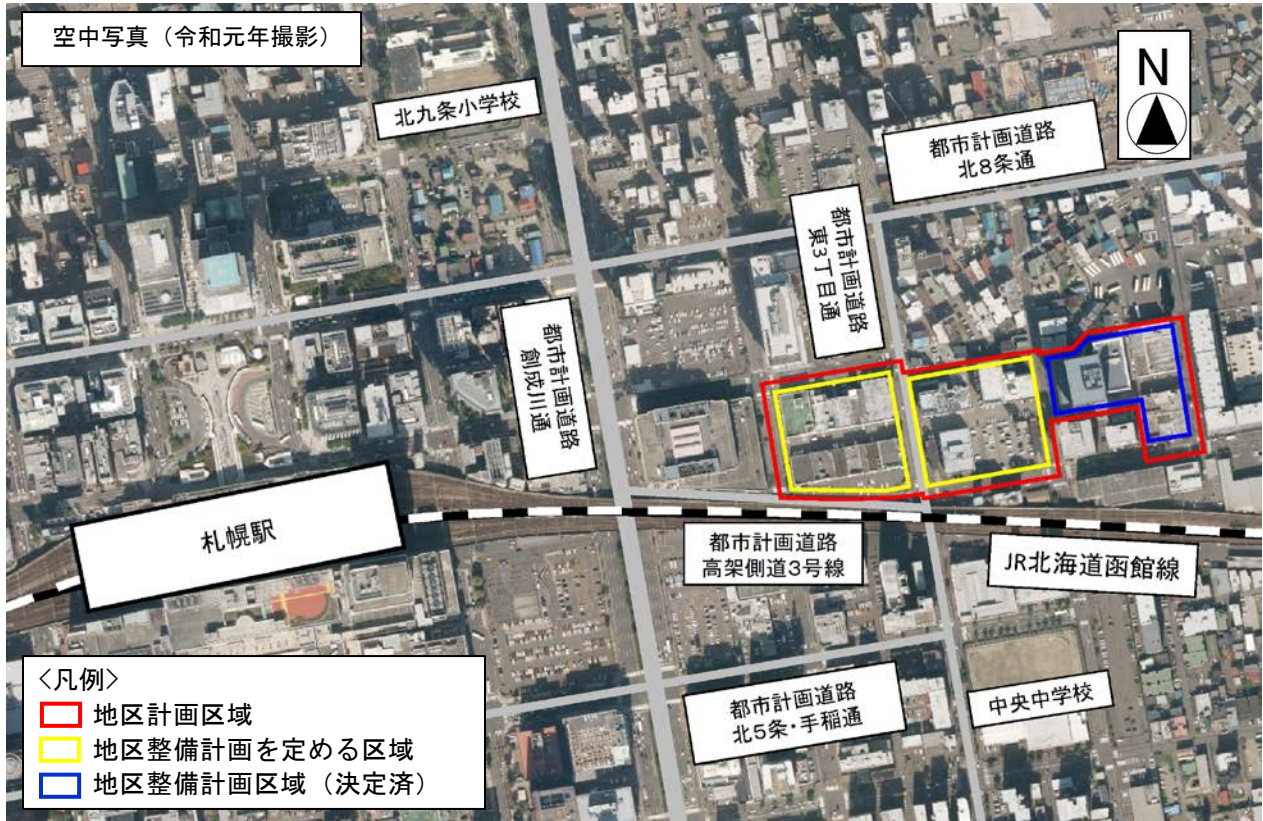 空中写真（令和元年撮影）
N
北九条小学校
都市計画道路
北8条通
都市計画道路
東3丁目通
都市計画道路
創成川通
札幌駅
都市計画道路
高架側道3号線
JR北海道函館線
都市計画道路
北5条・手稲通
中央中学校
<凡例>
地区計画区域
地区整備計画を定める区域
地区整備計画区域（決定済）